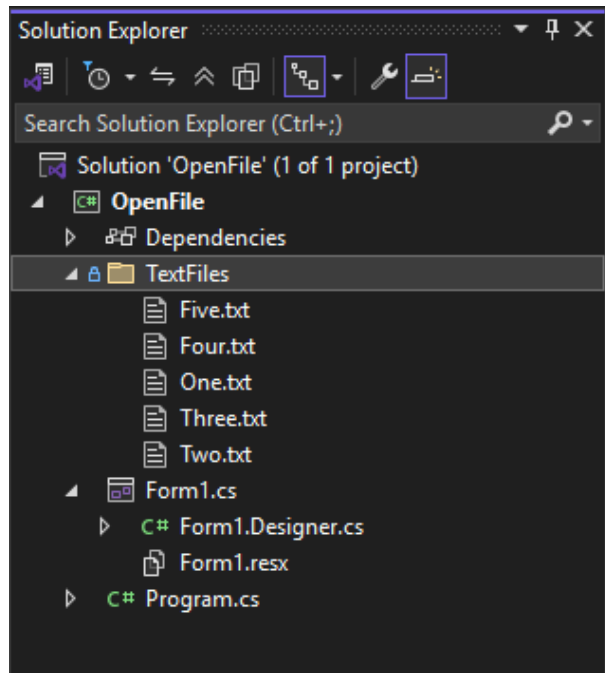 Solution Explorer
Search Solution Explorer (Ctrl+;)
Solution 'OpenFile' (1 of 1 project)
C# OpenFile
Dependencies
TextFiles
Five.txt
Four.txt
One.txt
Three.txt
Two.txt
Form1.cs
C# Form1.Designer.cs
Form1.resx
C# Program.cs